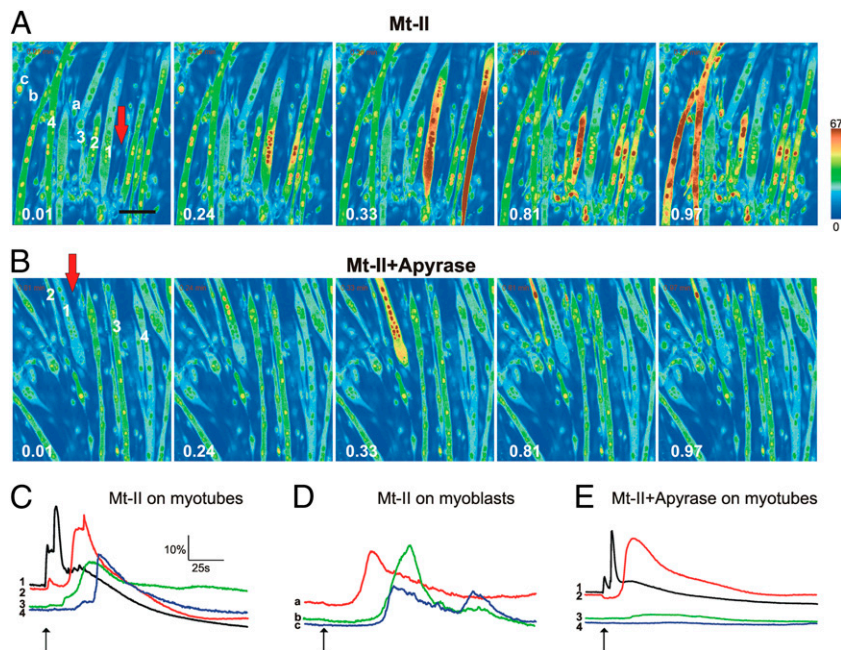 A
Mt-II
c
b
a
4
3
2
1
0.01
0.24
0.33
0.81
0.97
67
0
B
Mt-II+Apyrase
2
1
3
4
0.01
0.24
0.33
0.81
0.97
C
Mt-II on myotubes
10%
25s
1
2
3
4
D
Mt-II on myoblasts
a
b
c
E
Mt-II+Apyrase on myotubes
1
2
3
4